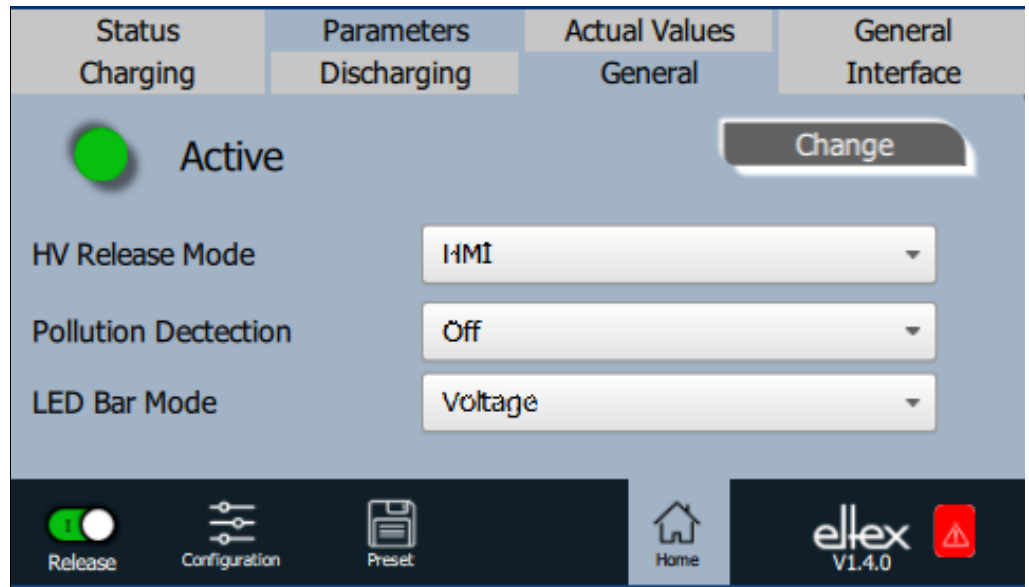 Status Parameters Actual Values General
Charging Discharging General Interface
Active Change
HV Release Mode HMI
Pollution Dectection Off
LED Bar Mode Voltage
Release Configuration Preset Home eltex
V1.4.0